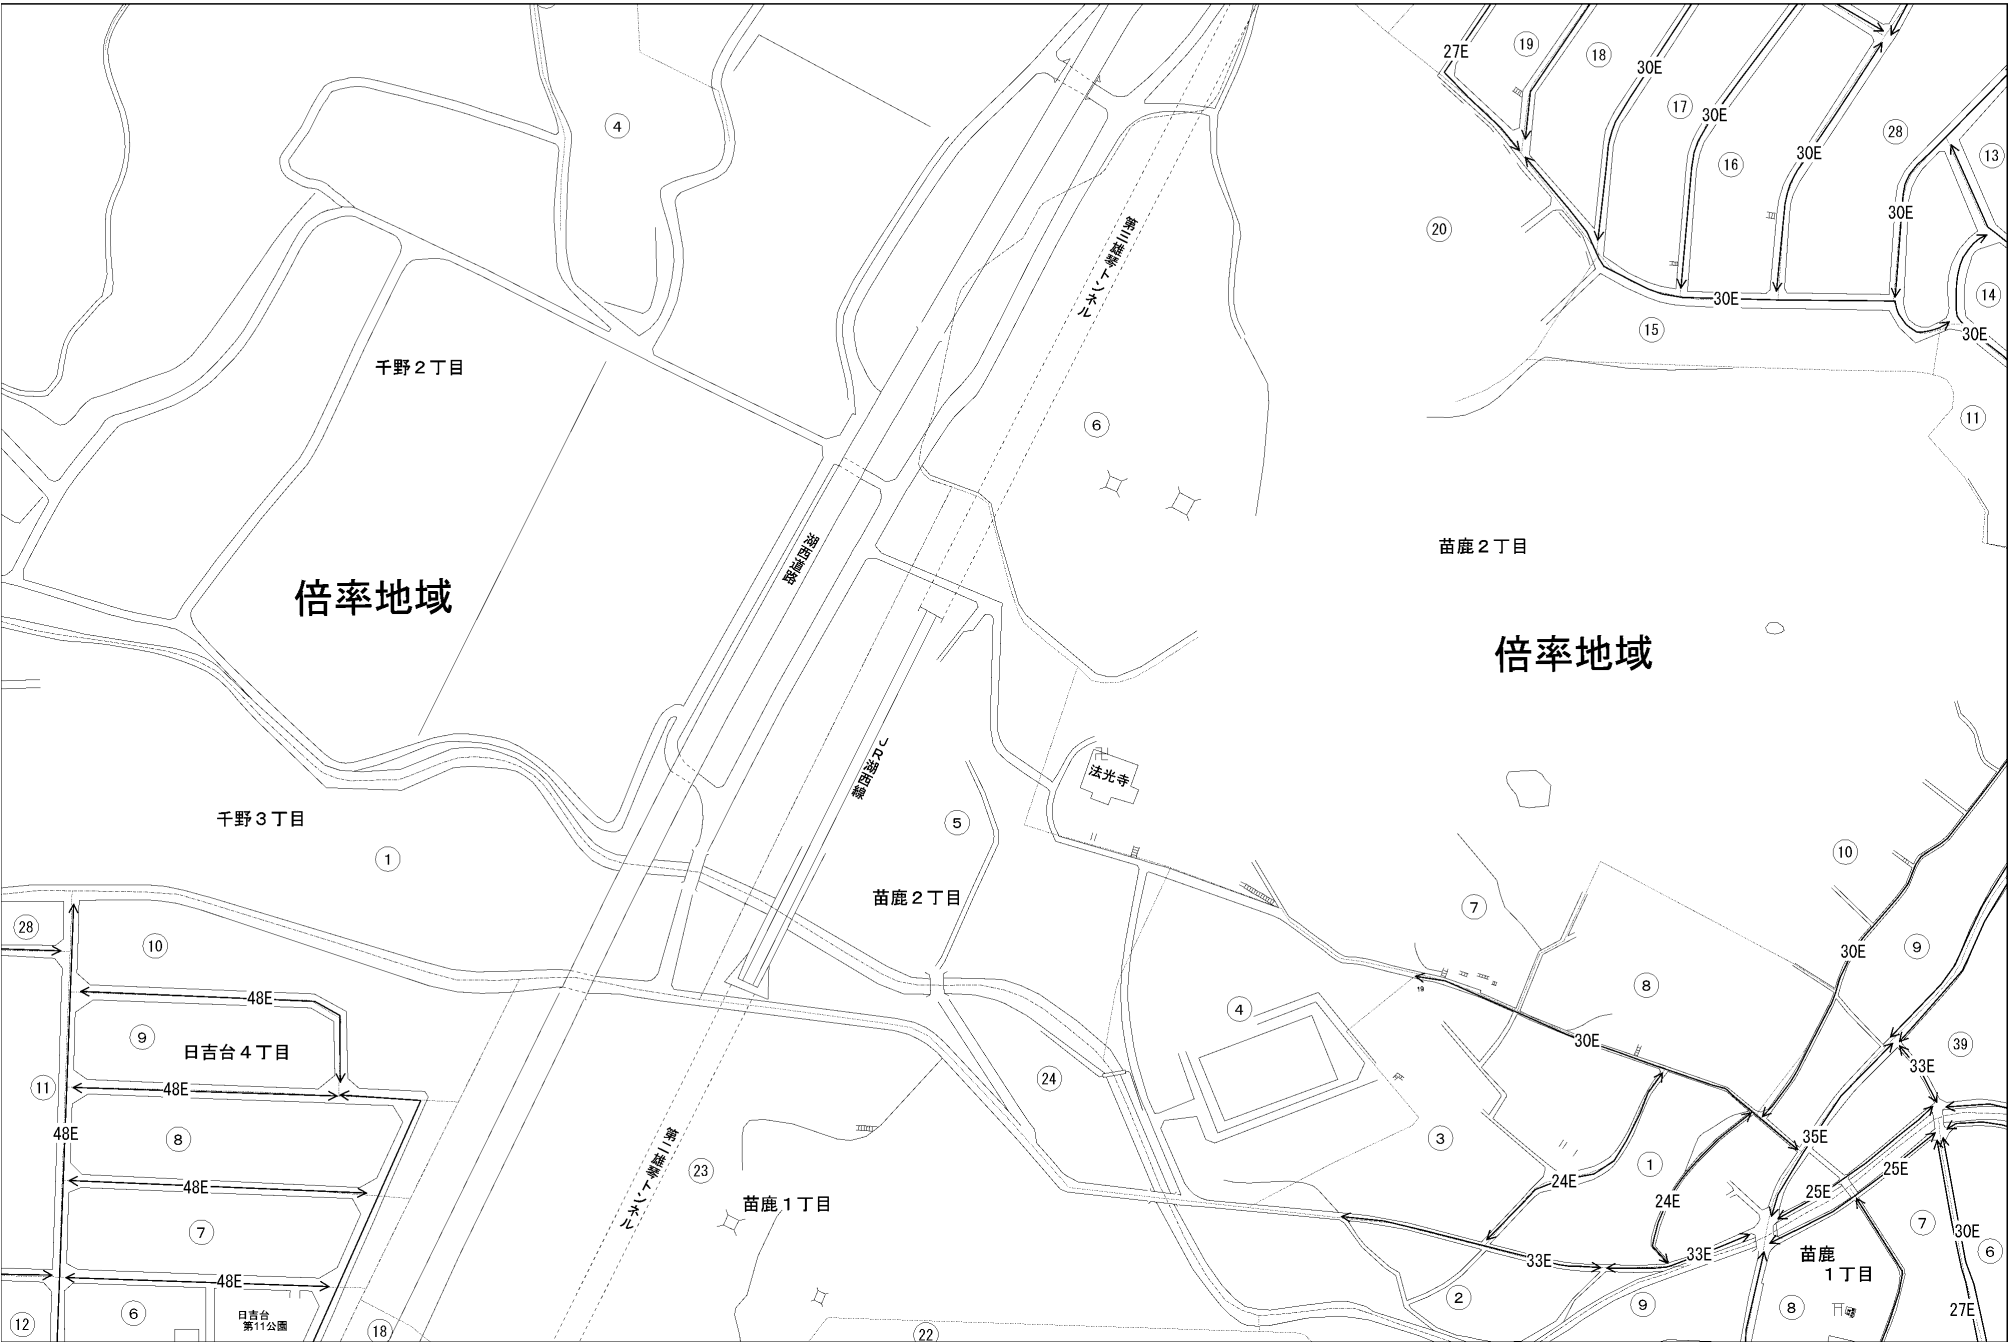 27E
19
18
30E
17
30E
28
4
30E
16
13
20
第三雄琴トンネル
30E
14
30E
15
30E
千野２丁目
6
11
湖西道路
苗鹿２丁目
倍率地域
倍率地域
JR湖西線
法光寺
千野３丁目
5
1
10
苗鹿２丁目
7
28
10
30E
9
48E
8
19
4
9
日吉台４丁目
30E
39
11
48E
24
33E
48E
8
第二雄琴トンネル
3
35E
23
1
25E
48E
24E
24E
25E
苗鹿１丁目
7
7
30E
6
33E
33E
苗鹿
１丁目
48E
2
9
8
27E
12
6
日吉台
第11公園
18
22